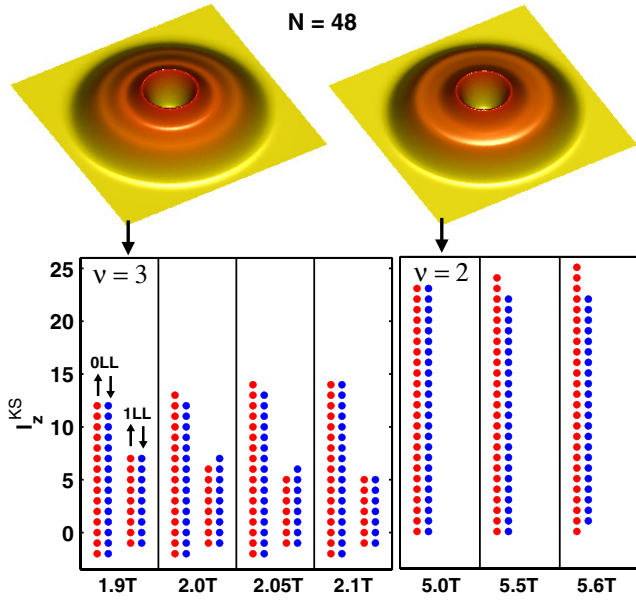 N = 48
ν = 3
ν = 2
25
20
15
10
5
0
l_z^KS
0LL
1LL
1.9T 2.0T 2.05T 2.1T 5.0T 5.5T 5.6T